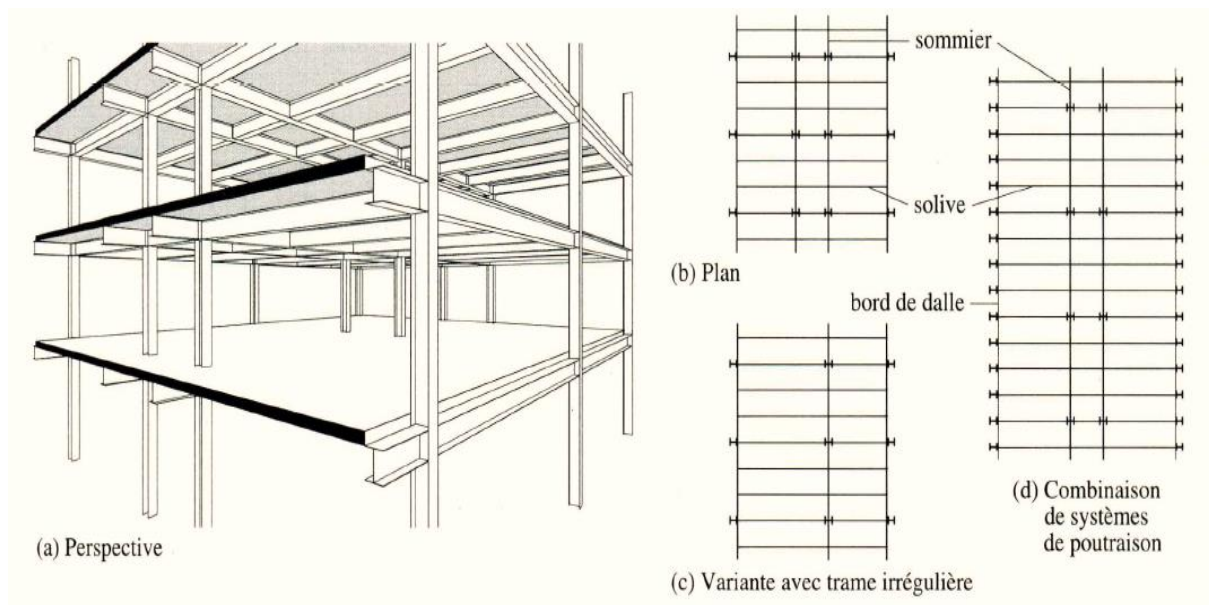 sommier
solive
(b) Plan
bord de dalle
(a) Perspective
(c) Variante avec trame irrégulière
(d) Combinaison
de systèmes
de poutraison